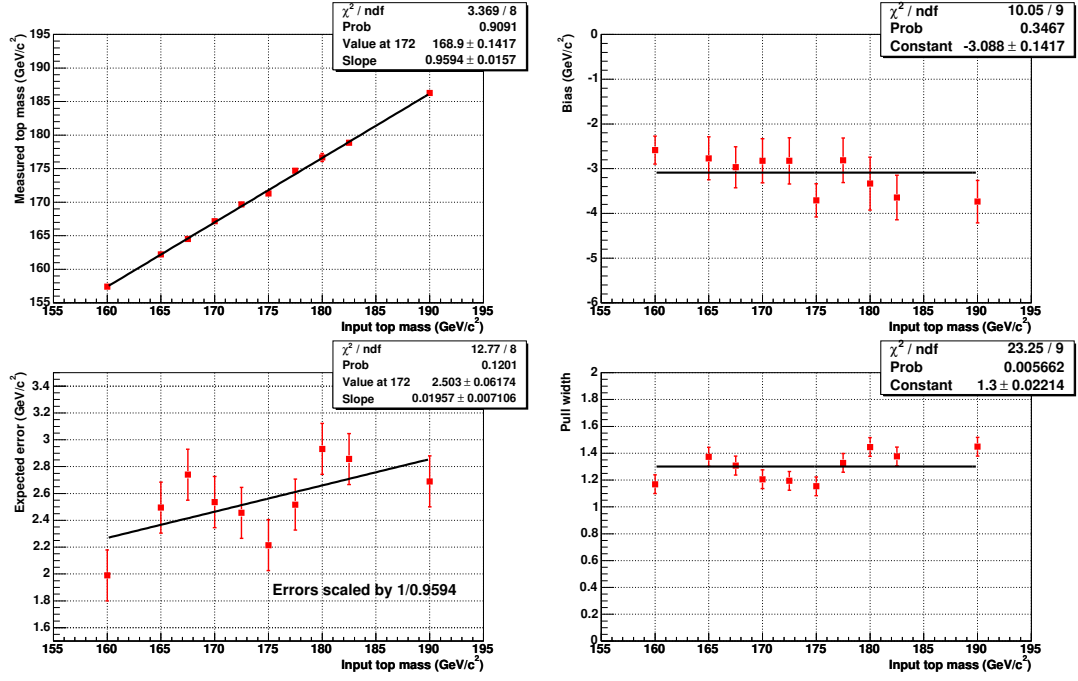 χ² / ndf 3.369 / 8
Prob 0.9091
Value at 172 168.9 ± 0.1417
Slope 0.9594 ± 0.0157
Measured top mass (GeV/c²)
195
190
185
180
175
170
165
160
155
155 160 165 170 175 180 185 190 195
Input top mass (GeV/c²)
χ² / ndf 10.05 / 9
Prob 0.3467
Constant -3.088 ± 0.1417
Bias (GeV/c²)
0
-1
-2
-3
-4
-5
-6
155 160 165 170 175 180 185 190 195
Input top mass (GeV/c²)
χ² / ndf 12.77 / 8
Prob 0.1201
Value at 172 2.503 ± 0.06174
Slope 0.01957 ± 0.007106
Expected error (GeV/c²)
3.4
3.2
3
2.8
2.6
2.4
2.2
2
1.8
1.6
Errors scaled by 1/0.9594
155 160 165 170 175 180 185 190 195
Input top mass (GeV/c²)
χ² / ndf 23.25 / 9
Prob 0.005662
Constant 1.3 ± 0.02214
Pull width
2
1.8
1.6
1.4
1.2
1
0.8
0.6
0.4
0.2
0
155 160 165 170 175 180 185 190 195
Input top mass (GeV/c²)